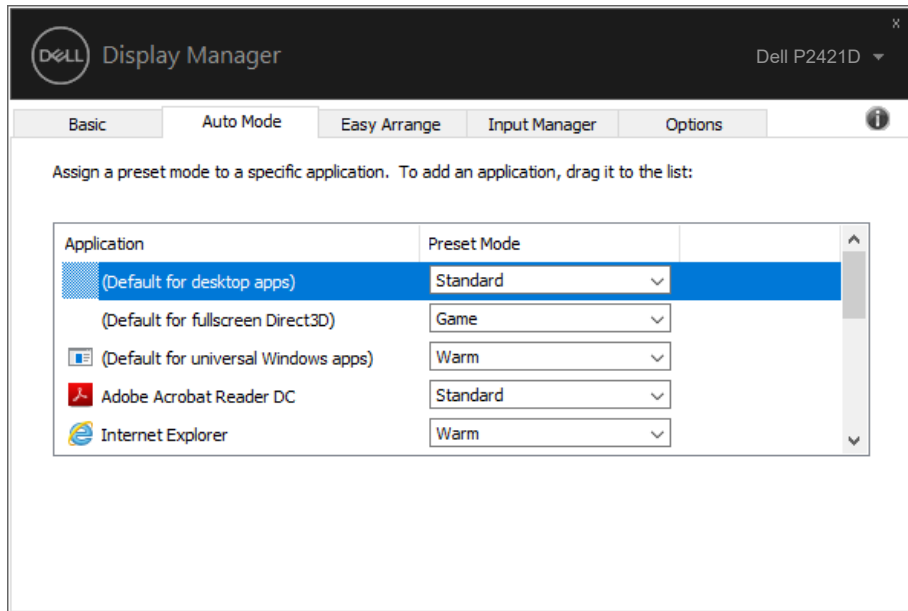 x
DELL Display Manager
Dell P2421D
Basic Auto Mode Easy Arrange Input Manager Options i
Assign a preset mode to a specific application. To add an application, drag it to the list:
Application Preset Mode
(Default for desktop apps) Standard
(Default for fullscreen Direct3D) Game
(Default for universal Windows apps) Warm
Adobe Acrobat Reader DC Standard
Internet Explorer Warm